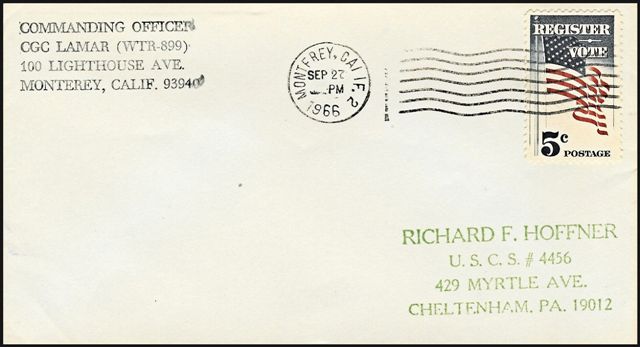 COMMANDING OFFICER
CGC LAMAR (WTR-899)
100 LIGHTHOUSE AVE.
MONTEREY, CALIF. 93940
MONTEREY, CALIF. 2
SEP 27
PM
1966
REGISTER
VOTE
5c POSTAGE
RICHARD F. HOFFNER
U. S. C. S. # 4456
429 MYRTLE AVE.
CHELTENHAM, PA. 19012